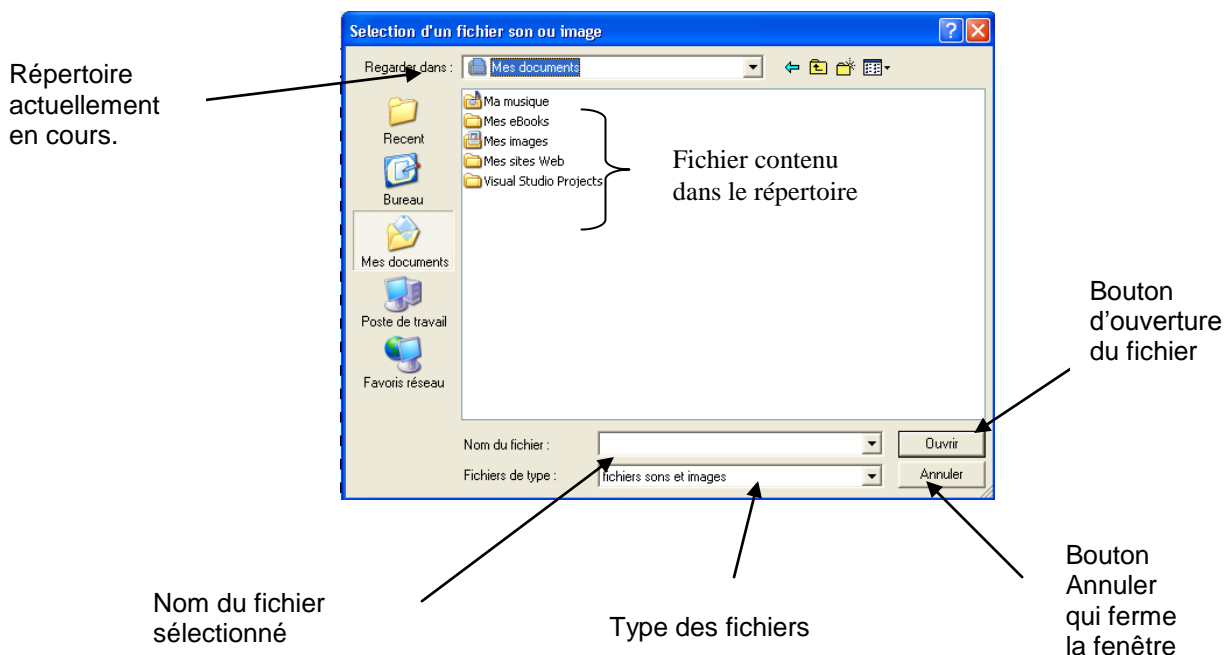 Selection d'un fichier son ou image
Répertoire
actuellement
en cours.
Regarder dans :
Mes documents
Recent
Bureau
Mes documents
Poste de travail
Favoris réseau
Ma musique
Mes eBooks
Mes images
Mes sites Web
Visual Studio Projects
Fichier contenu
dans le répertoire
Bouton
d'ouverture
du fichier
Nom du fichier :
Ouvrir
Fichiers de type :
fichiers sons et images
Annuler
Nom du fichier
sélectionné
Type des fichiers
Bouton
Annuler
qui ferme
la fenêtre